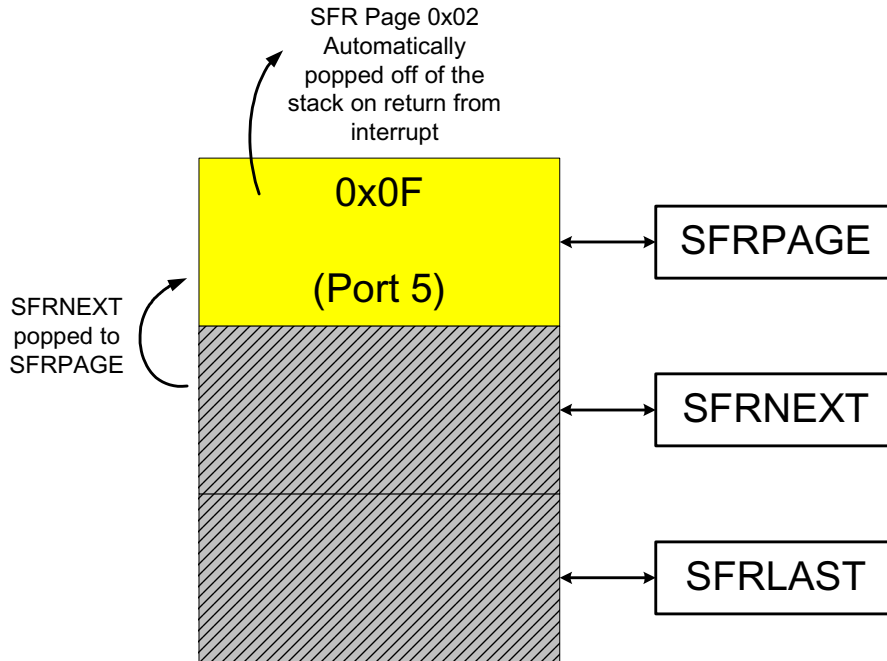 SFR Page 0x02
Automatically
popped off of the
stack on return from
interrupt
0x0F
(Port 5)
SFRPAGE
SFRNEXT
popped to
SFRPAGE
SFRNEXT
SFRLAST